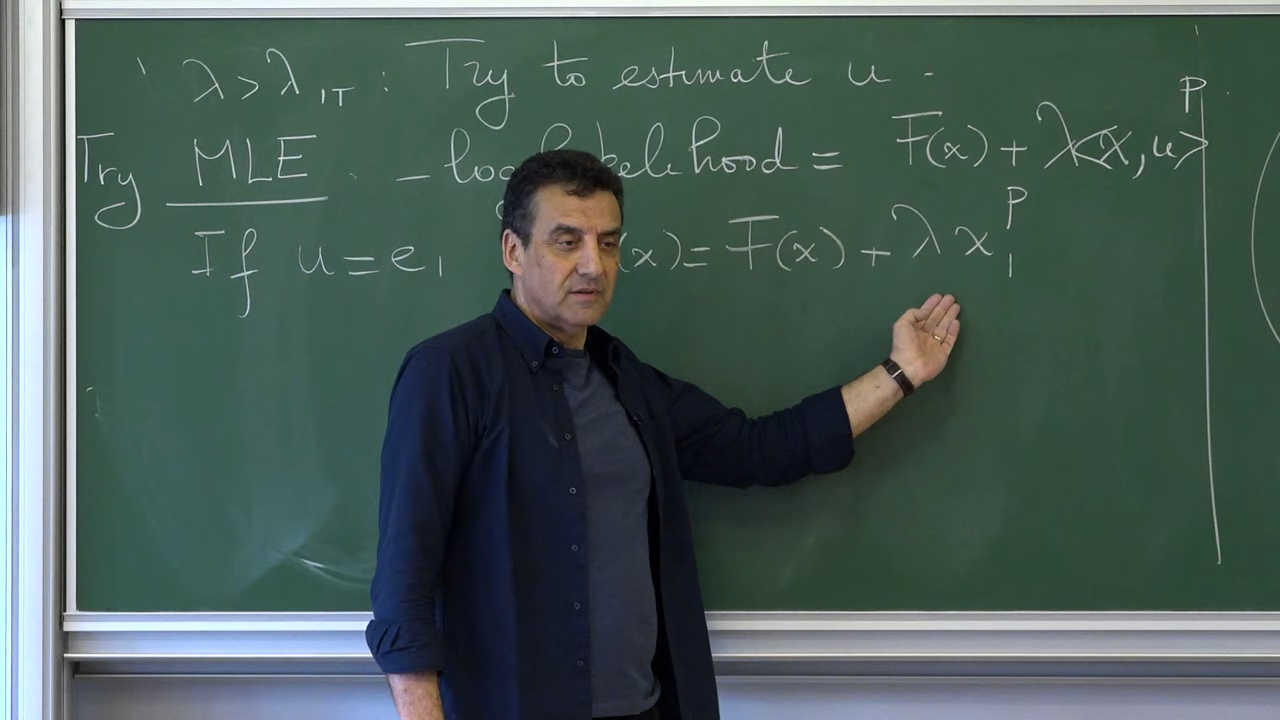 λ > λ_IT : Try to estimate u.
Try MLE. -log likelihood = F(x) + λ<x,u>^p
If u = e_1 (x) = F(x) + λ x_1^p